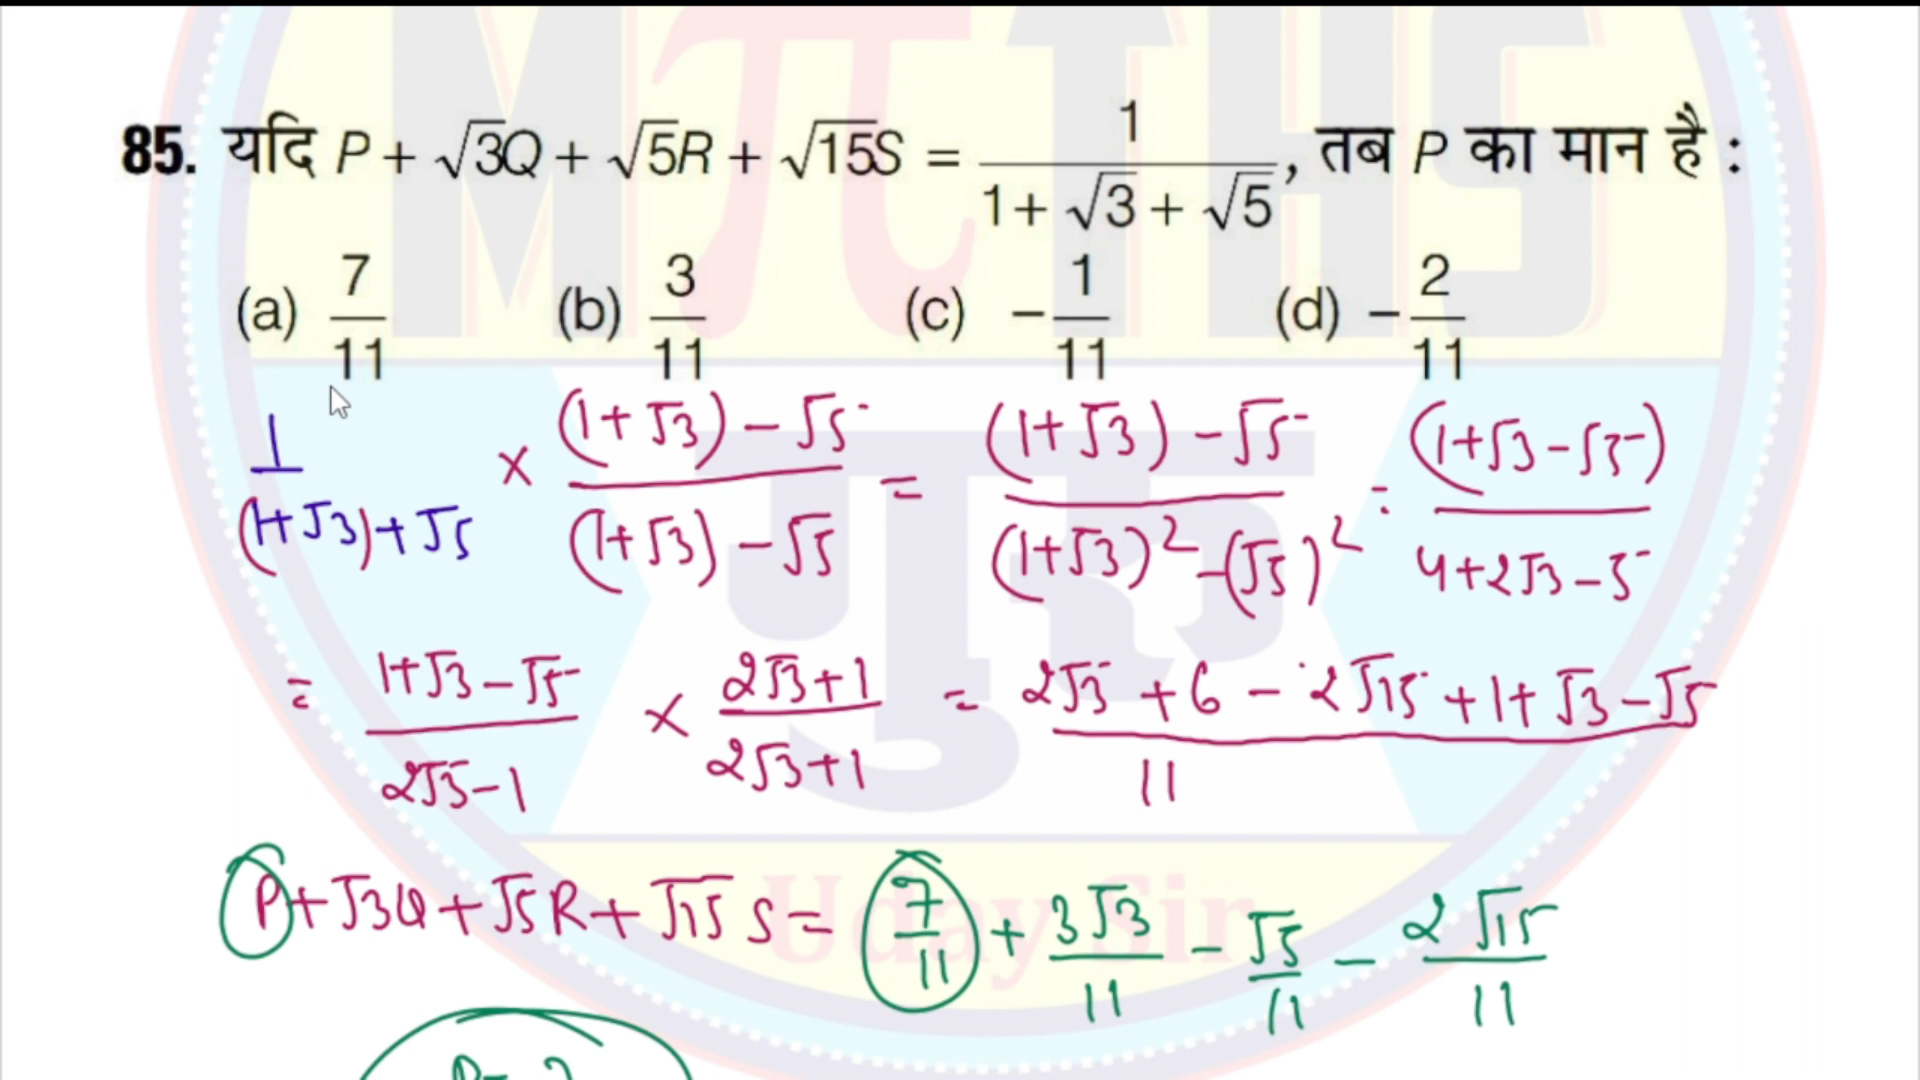 MπTHS
85. यदि P + √3Q + √5R + √15S = 1/(1 + √3 + √5), तब P का मान है :
(a) 7/11 (b) 3/11 (c) −1/11 (d) −2/11
1/((1+√3)+√5) × ((1+√3)−√5)/((1+√3)−√5) = ((1+√3)−√5)/((1+√3)²−(√5)²) = (1+√3−√5)/(4+2√3−5)
= (1+√3−√5)/(2√3−1) × (2√3+1)/(2√3+1) = (2√3+6−2√15+1+√3−√5)/11
गुरु
P+√3Q+√5R+√15 S = 7/11 + 3√3/11 − √5/11 − 2√15/11
Uday Sir